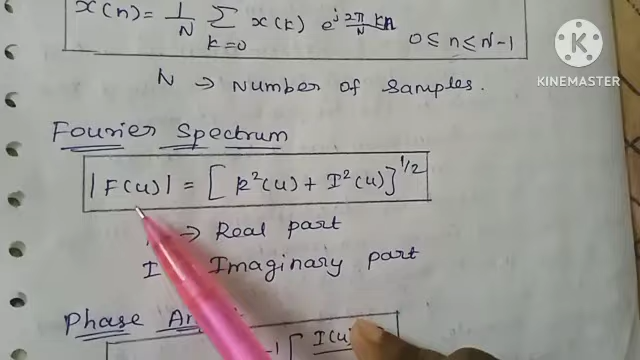 x(n) = 1/N Σ k=0 x(k) e^{j 2π/N kn} 0 ≤ n ≤ N-1
N → Number of samples.
KINEMASTER
Fourier Spectrum
|F(u)| = [R²(u) + I²(u)]^{1/2}
→ Real part
I Imaginary part
Phase
-1 [ I(u)